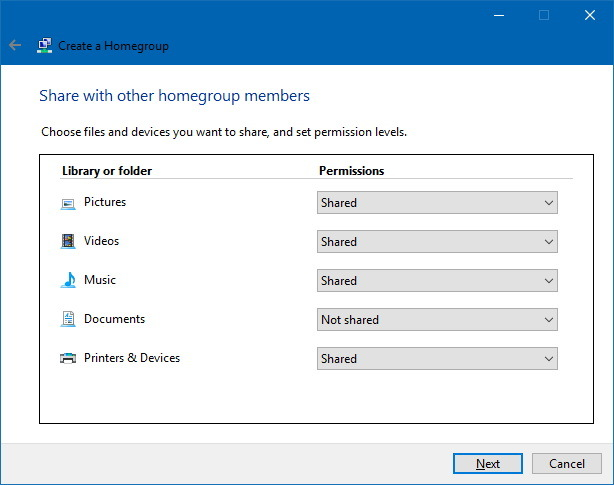 Create a Homegroup
Share with other homegroup members
Choose files and devices you want to share, and set permission levels.
Library or folder Permissions
Pictures Shared
Videos Shared
Music Shared
Documents Not shared
Printers & Devices Shared
Next Cancel